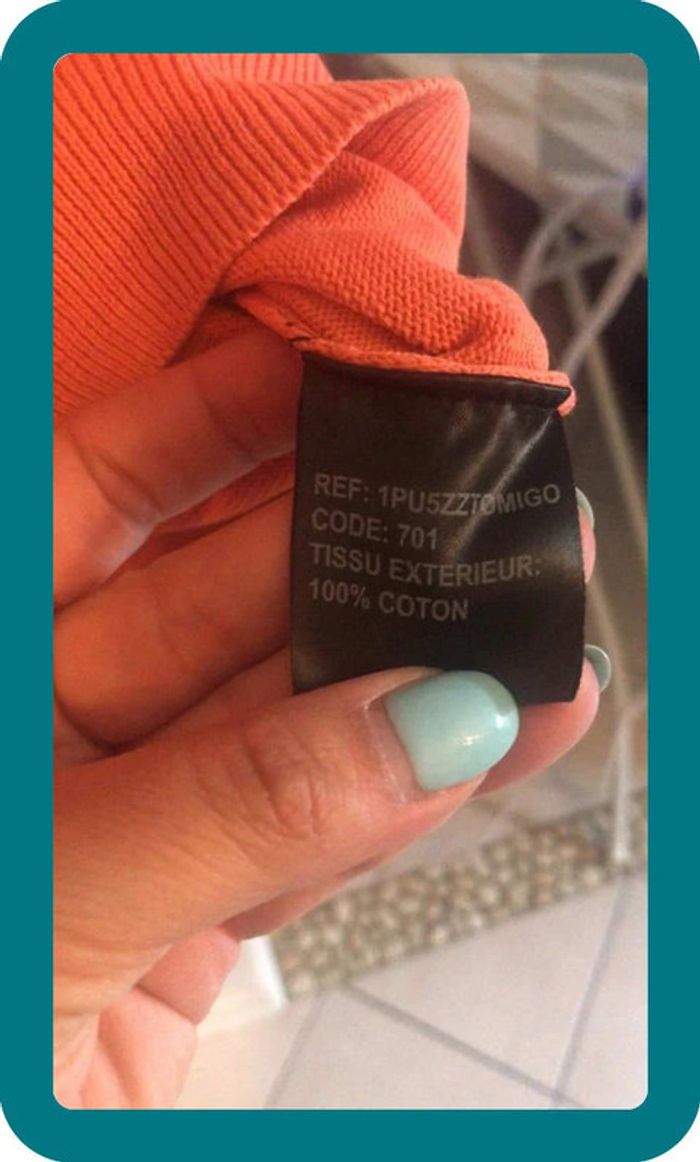 REF: 1PU5ZZTOMIGO
CODE: 701
TISSU EXTERIEUR:
100% COTON